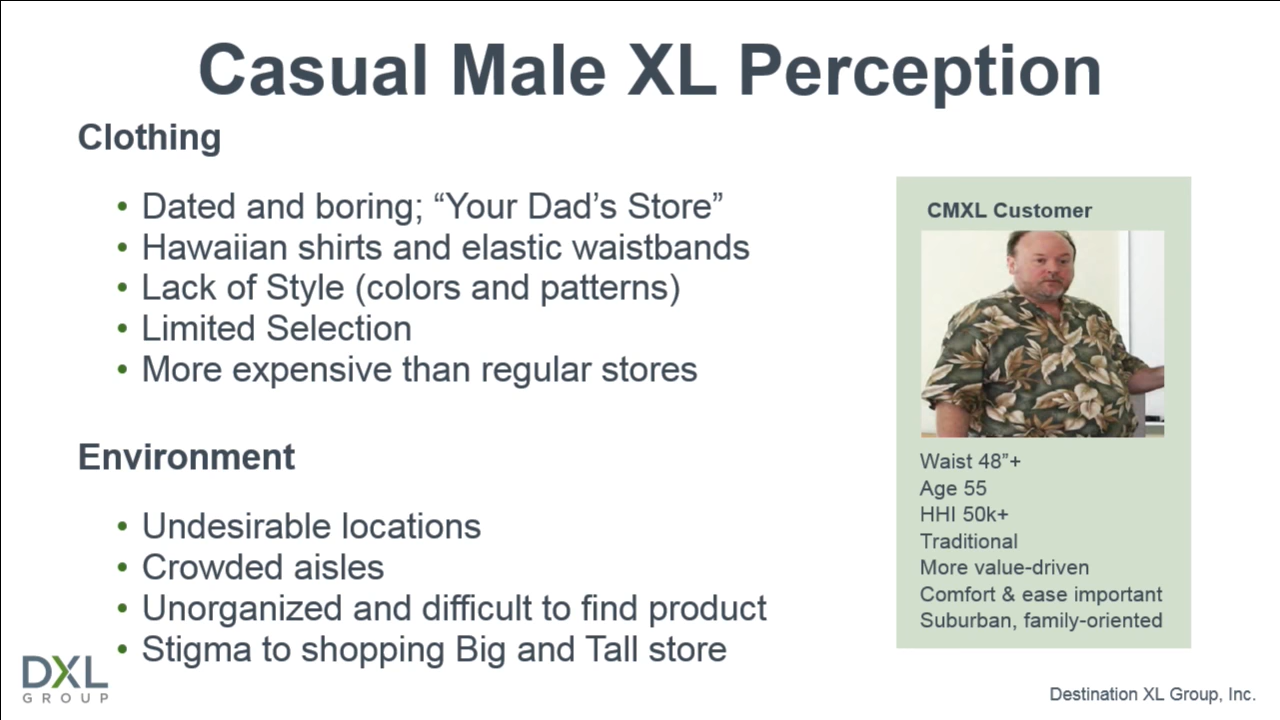 Casual Male XL Perception
Clothing
• Dated and boring; “Your Dad’s Store”
• Hawaiian shirts and elastic waistbands
• Lack of Style (colors and patterns)
• Limited Selection
• More expensive than regular stores
Environment
• Undesirable locations
• Crowded aisles
• Unorganized and difficult to find product
• Stigma to shopping Big and Tall store
CMXL Customer
Waist 48”+
Age 55
HHI 50k+
Traditional
More value-driven
Comfort & ease important
Suburban, family-oriented
DXL
GROUP
Destination XL Group, Inc.